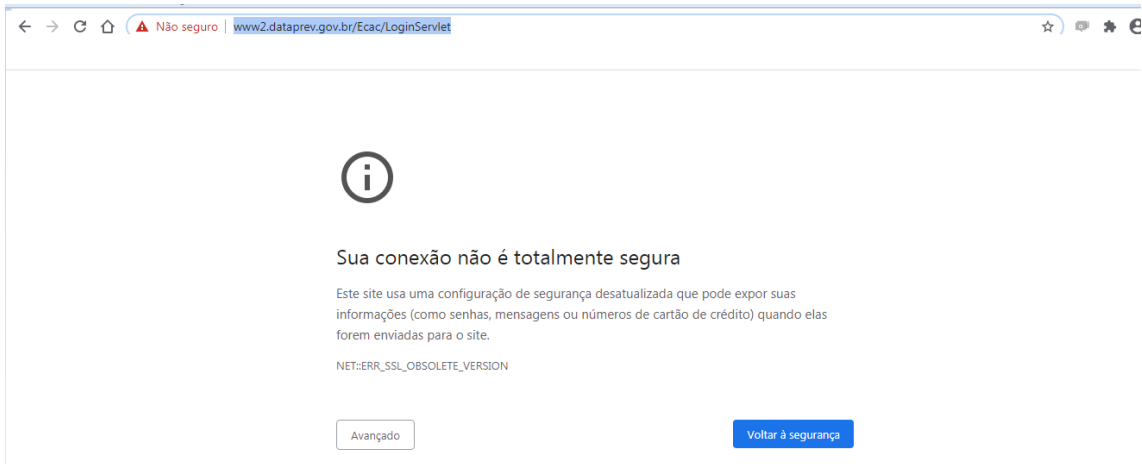 Não seguro | www2.dataprev.gov.br/Ecac/LoginServlet
Sua conexão não é totalmente segura
Este site usa uma configuração de segurança desatualizada que pode expor suas
informações (como senhas, mensagens ou números de cartão de crédito) quando elas
forem enviadas para o site.
NET::ERR_SSL_OBSOLETE_VERSION
Avançado
Voltar à segurança